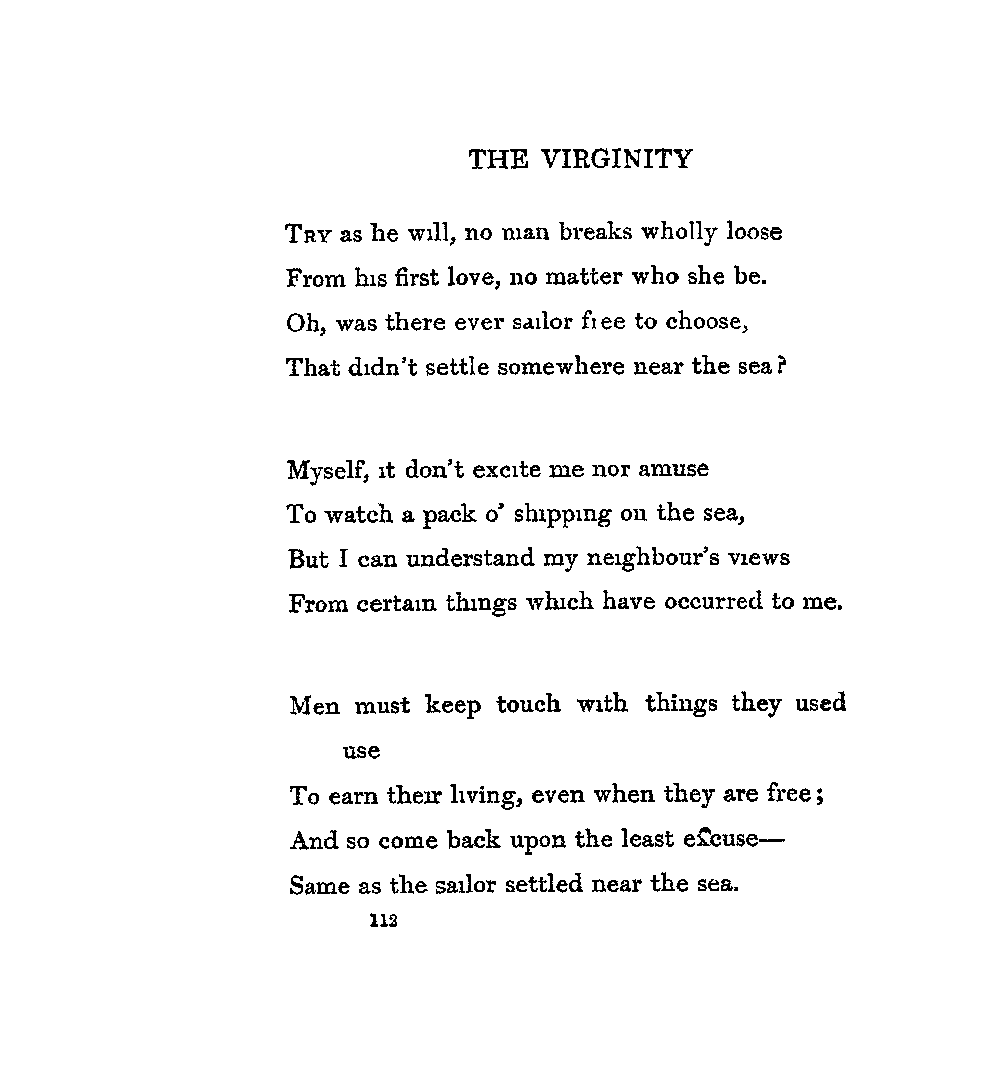 THE VIRGINITY
TRY as he will, no man breaks wholly loose
From his first love, no matter who she be.
Oh, was there ever sailor free to choose,
That didn't settle somewhere near the sea?
Myself, it don't excite me nor amuse
To watch a pack o' shipping on the sea,
But I can understand my neighbour's views
From certain things which have occurred to me.
Men must keep touch with things they used
use
To earn their living, even when they are free;
And so come back upon the least excuse—
Same as the sailor settled near the sea.
112